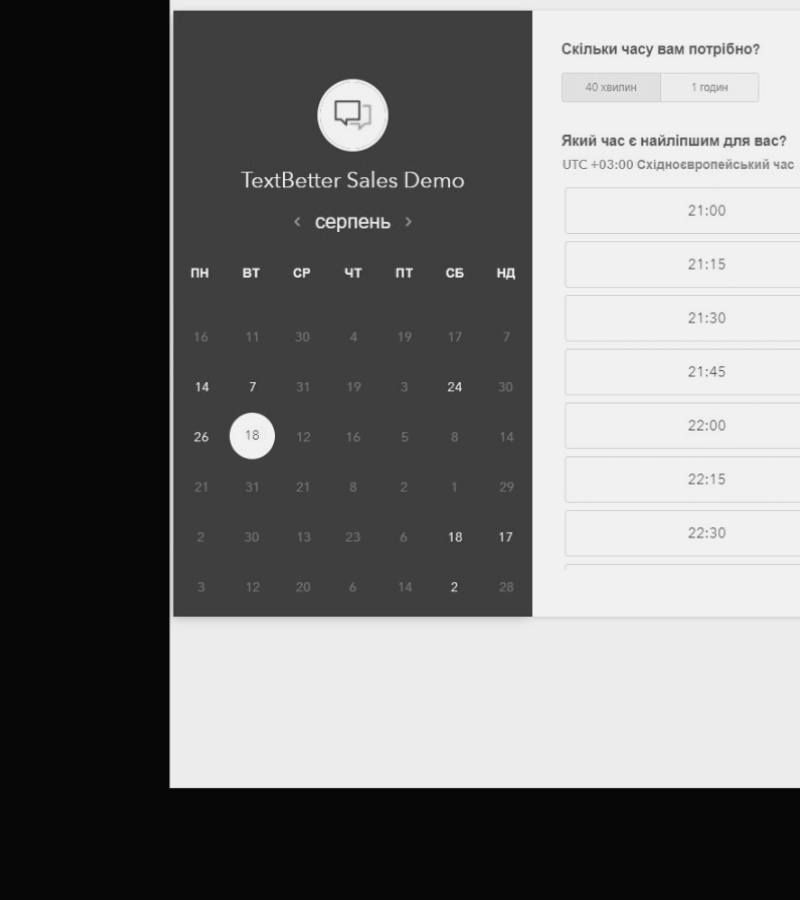 TextBetter Sales Demo
серпень
ПН ВТ СР ЧТ ПТ СБ НД
16 11 30 4 19 17 7
14 7 31 19 3 24 30
26 18 12 16 5 8 14
21 31 21 8 2 1 29
2 30 13 23 6 18 17
3 12 20 6 14 2 28
Скільки часу вам потрібно?
40 хвилин 1 годин
Який час є найліпшим для вас?
UTC +03:00 Східноєвропейський час
21:00
21:15
21:30
21:45
22:00
22:15
22:30